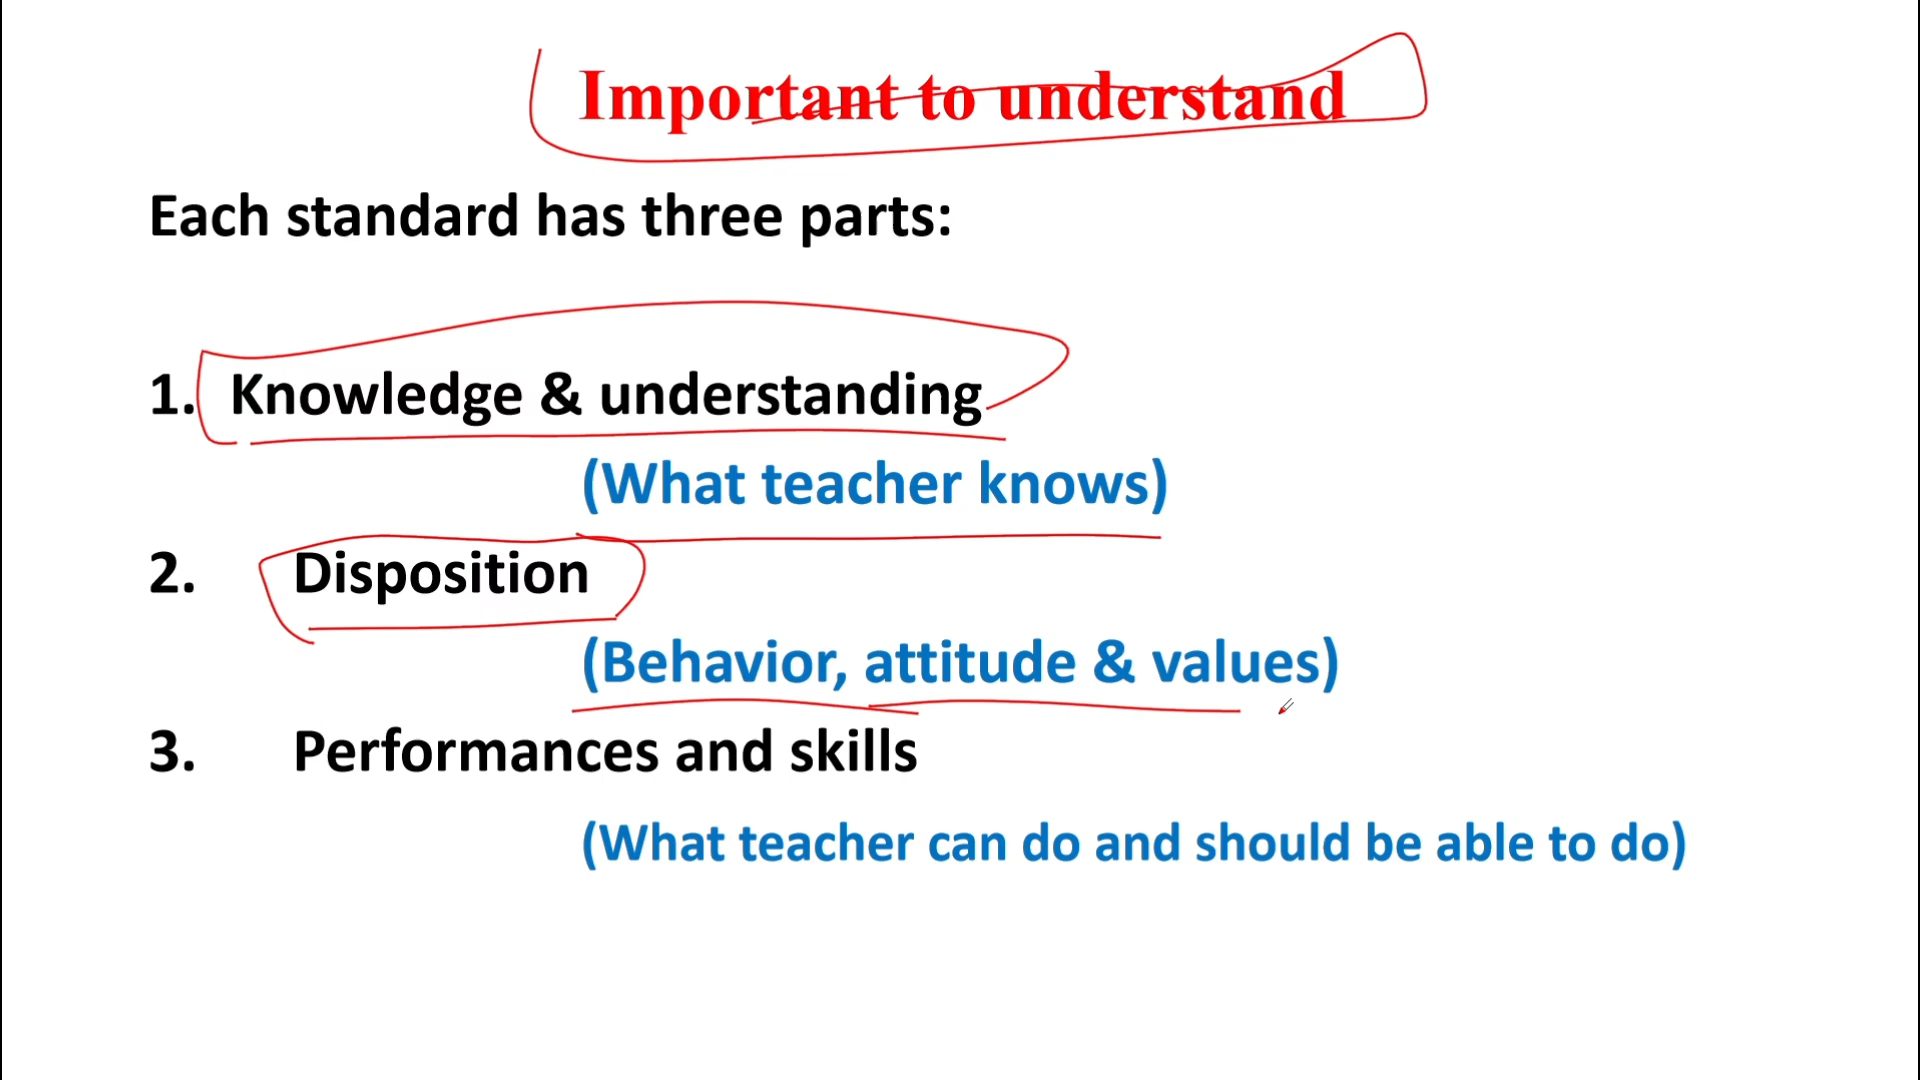 Important to understand
Each standard has three parts:
1. Knowledge & understanding
(What teacher knows)
2. Disposition
(Behavior, attitude & values)
3. Performances and skills
(What teacher can do and should be able to do)